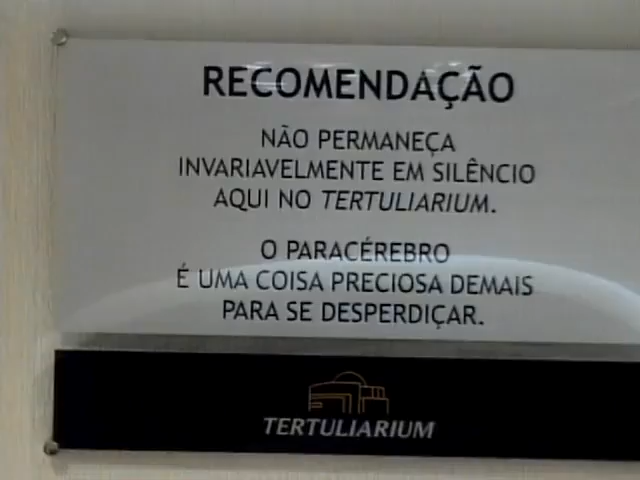 RECOMENDAÇÃO
NÃO PERMANEÇA
INVARIAVELMENTE EM SILÊNCIO
AQUI NO TERTULIARIUM.
O PARACÉREBRO
É UMA COISA PRECIOSA DEMAIS
PARA SE DESPERDIÇAR.
TERTULIARIUM